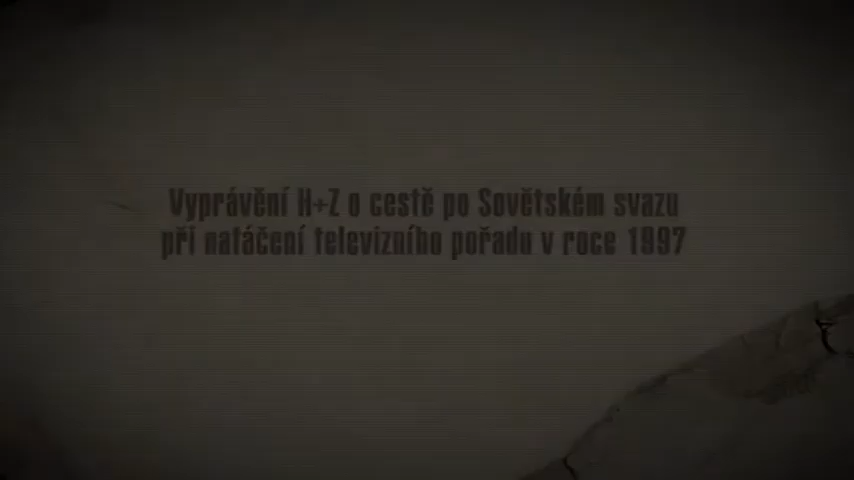 Vyprávění H+Z o cestě po Sovětském svazu
při natáčení televizního pořadu v roce 1997